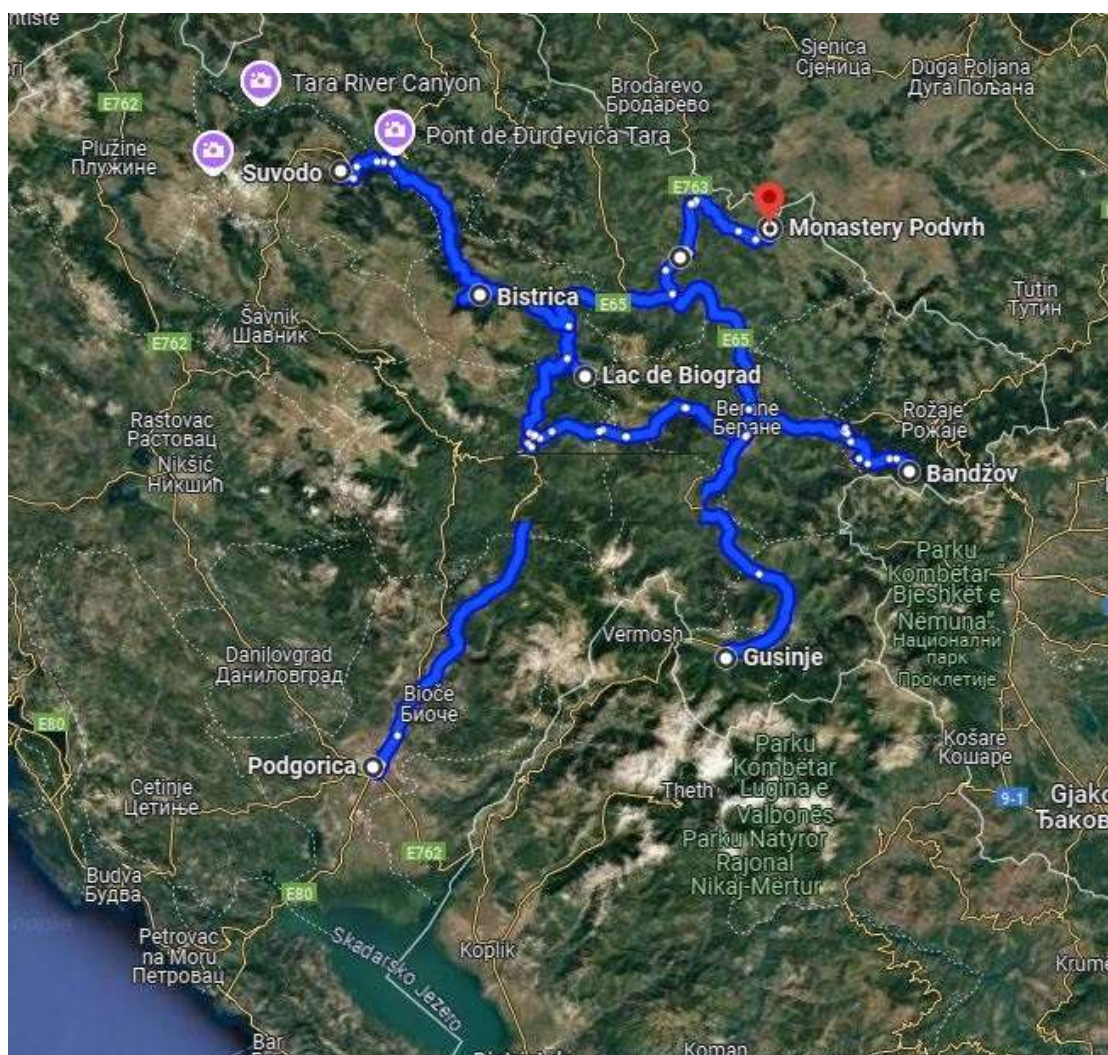 Sjenica
Сјеница
Duga Poljana
Дуга Пољана
Tara River Canyon
Brodarevo
Бродарево
E762
Pont de Đurđevića Tara
Plužine
Плужине
Suvodo
E763
Monastery Podvrh
Bistrica
E65
Tutin
Тутин
Šavnik
Шавник
E762
E65
Lac de Biograd
Berane
Беране
Rožaje
Рожаје
Rastovac
Растовац
Nikšić
Никшић
Bandžov
Parku
Kombëtar "
Bjeshkët e
Nëmuna"
Национални
парк
Проклетије
Vermosh
Gusinje
Danilovgrad
Даниловград
Bioče
Биоче
E80
Podgorica
Košare
Кошаре
Parku
Kombëtar
Lugina e
Valbonës
Parku Natyror
Rajonal
Nikaj-Mërtur
Cetinje
Цетиње
Theth
9-1
Gjako
Ђаков
E762
Budva
Будва
E80
Petrovac
na Moru
Петровац
Skadarsko Jezero
Koplik
Krume
Bar
Koman